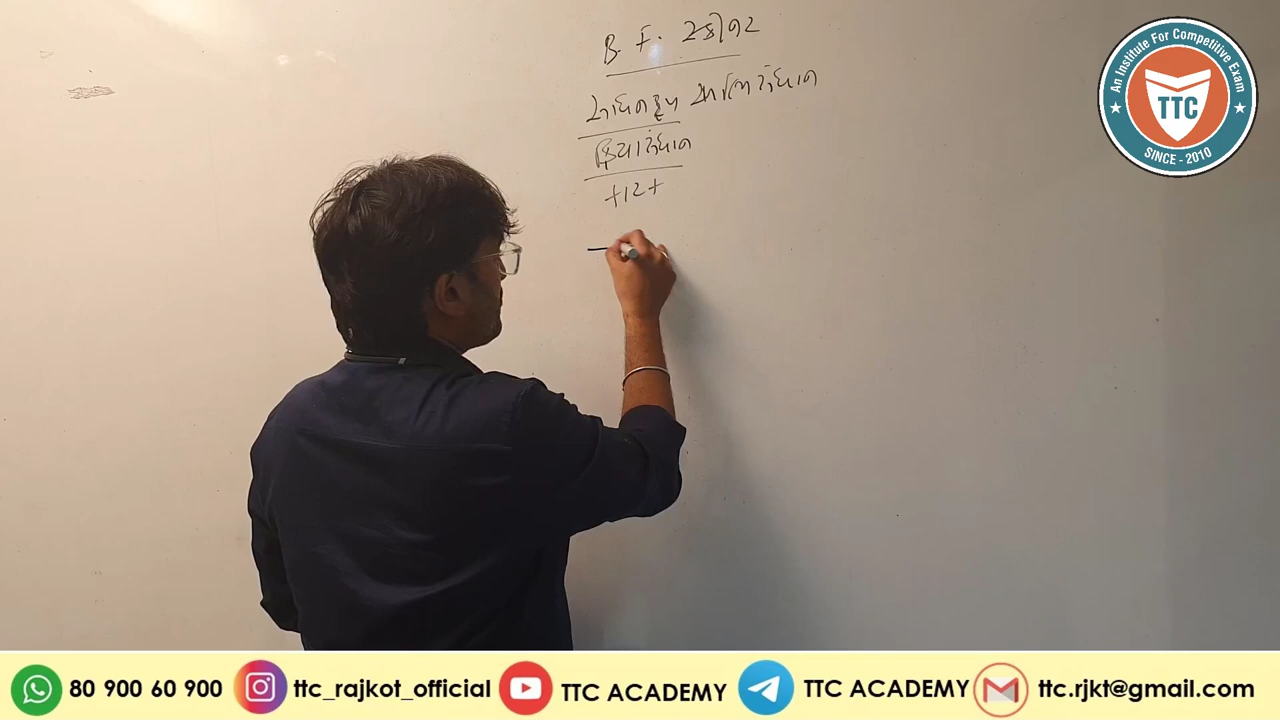 B. F. સ્કીનર
સાધનરૂપ અભિસંધાન
કારક
An Institute For Competitive Exam
TTC
SINCE - 2010
80 900 60 900 ttc_rajkot_official TTC ACADEMY TTC ACADEMY ttc.rjkt@gmail.com